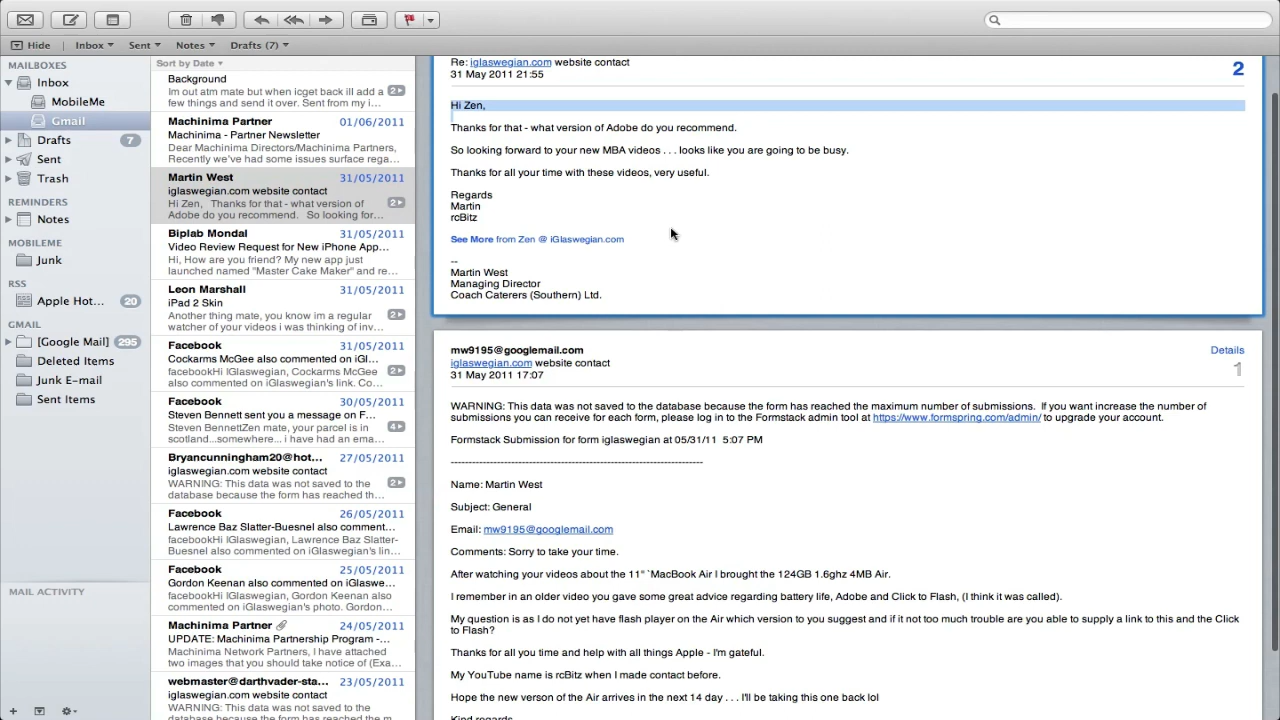 Hide
Inbox
Sent
Notes
Drafts (7)
MAILBOXES
Inbox
MobileMe
Gmail
Drafts 7
Sent
Trash
REMINDERS
Notes
MOBILEME
Junk
RSS
Apple Hot... 20
GMAIL
[Google Mail] 295
Deleted Items
Junk E-mail
Sent Items
MAIL ACTIVITY
Sort by Date
Background
Im out atm mate but when icget back ill add a
few things and send it over. Sent from my i... 2
Machinima Partner 01/06/2011
Machinima - Partner Newsletter
Dear Machinima Directors/Machinima Partners,
Recently we've had some issues surface rega...
Martin West 31/05/2011
iglaswegian.com website contact
Hi Zen, Thanks for that - what version of 2
Adobe do you recommend. So looking for...
Biplab Mondal 31/05/2011
Video Review Request for New iPhone App...
Hi, How are you friend? My new app just
launched named "Master Cake Maker" and re...
Leon Marshall 31/05/2011
iPad 2 Skin
Another thing mate, you know im a regular 2
watcher of your videos i was thinking of inv...
Facebook 31/05/2011
Cockarms McGee also commented on iGl...
facebookHi IGlaswegian, Cockarms McGee 2
also commented on iGlaswegian's link. Co...
Facebook 30/05/2011
Steven Bennett sent you a message on F...
Steven BennettZen mate, your parcel is in 4
scotland...somewhere... i have had an ema...
Bryancunningham20@hot... 27/05/2011
iglaswegian.com website contact
WARNING: This data was not saved to the 2
database because the form has reached th...
Facebook 26/05/2011
Lawrence Baz Slatter-Buesnel also comment...
facebookHi IGlaswegian, Lawrence Baz Slatter-
Buesnel also commented on iGlaswegian's lin...
Facebook 25/05/2011
Gordon Keenan also commented on iGlaswe...
facebookHi IGlaswegian, Gordon Keenan also
commented on iGlaswegian's photo. Gordon...
Machinima Partner 24/05/2011
UPDATE: Machinima Partnership Program -...
Machinima Network Partners, I have attached
two images that you should take notice of (Exa...
webmaster@darthvader-sta... 23/05/2011
iglaswegian.com website contact
WARNING: This data was not saved to the
database because the form has reached the m...
Re: iglaswegian.com website contact
31 May 2011 21:55
2
Hi Zen,
Thanks for that - what version of Adobe do you recommend.
So looking forward to your new MBA videos . . . looks like you are going to be busy.
Thanks for all your time with these videos, very useful.
Regards
Martin
rcBitz
See More from Zen @ iGlaswegian.com
--
Martin West
Managing Director
Coach Caterers (Southern) Ltd.
mw9195@googlemail.com Details
iglaswegian.com website contact
31 May 2011 17:07
1
WARNING: This data was not saved to the database because the form has reached the maximum number of submissions. If you want increase the number of
submissions you can receive for each form, please log in to the Formstack admin tool at https://www.formspring.com/admin/ to upgrade your account.
Formstack Submission for form iglaswegian at 05/31/11 5:07 PM
------------------------------------------------------------------------
Name: Martin West
Subject: General
Email: mw9195@googlemail.com
Comments: Sorry to take your time.
After watching your videos about the 11" `MacBook Air I brought the 124GB 1.6ghz 4MB Air.
I remember in an older video you gave some great advice regarding battery life, Adobe and Click to Flash, (I think it was called).
My question is as I do not yet have flash player on the Air which version to you suggest and if it not too much trouble are you able to supply a link to this and the Click
to Flash?
Thanks for all you time and help with all things Apple - I'm gateful.
My YouTube name is rcBitz when I made contact before.
Hope the new verson of the Air arrives in the next 14 day . . . I'll be taking this one back lol
Kind regards